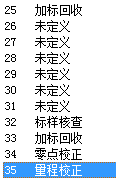 25 加标回收
26 未定义
27 未定义
28 未定义
29 未定义
30 未定义
31 未定义
32 标样核查
33 加标回收
34 零点校正
35 量程校正